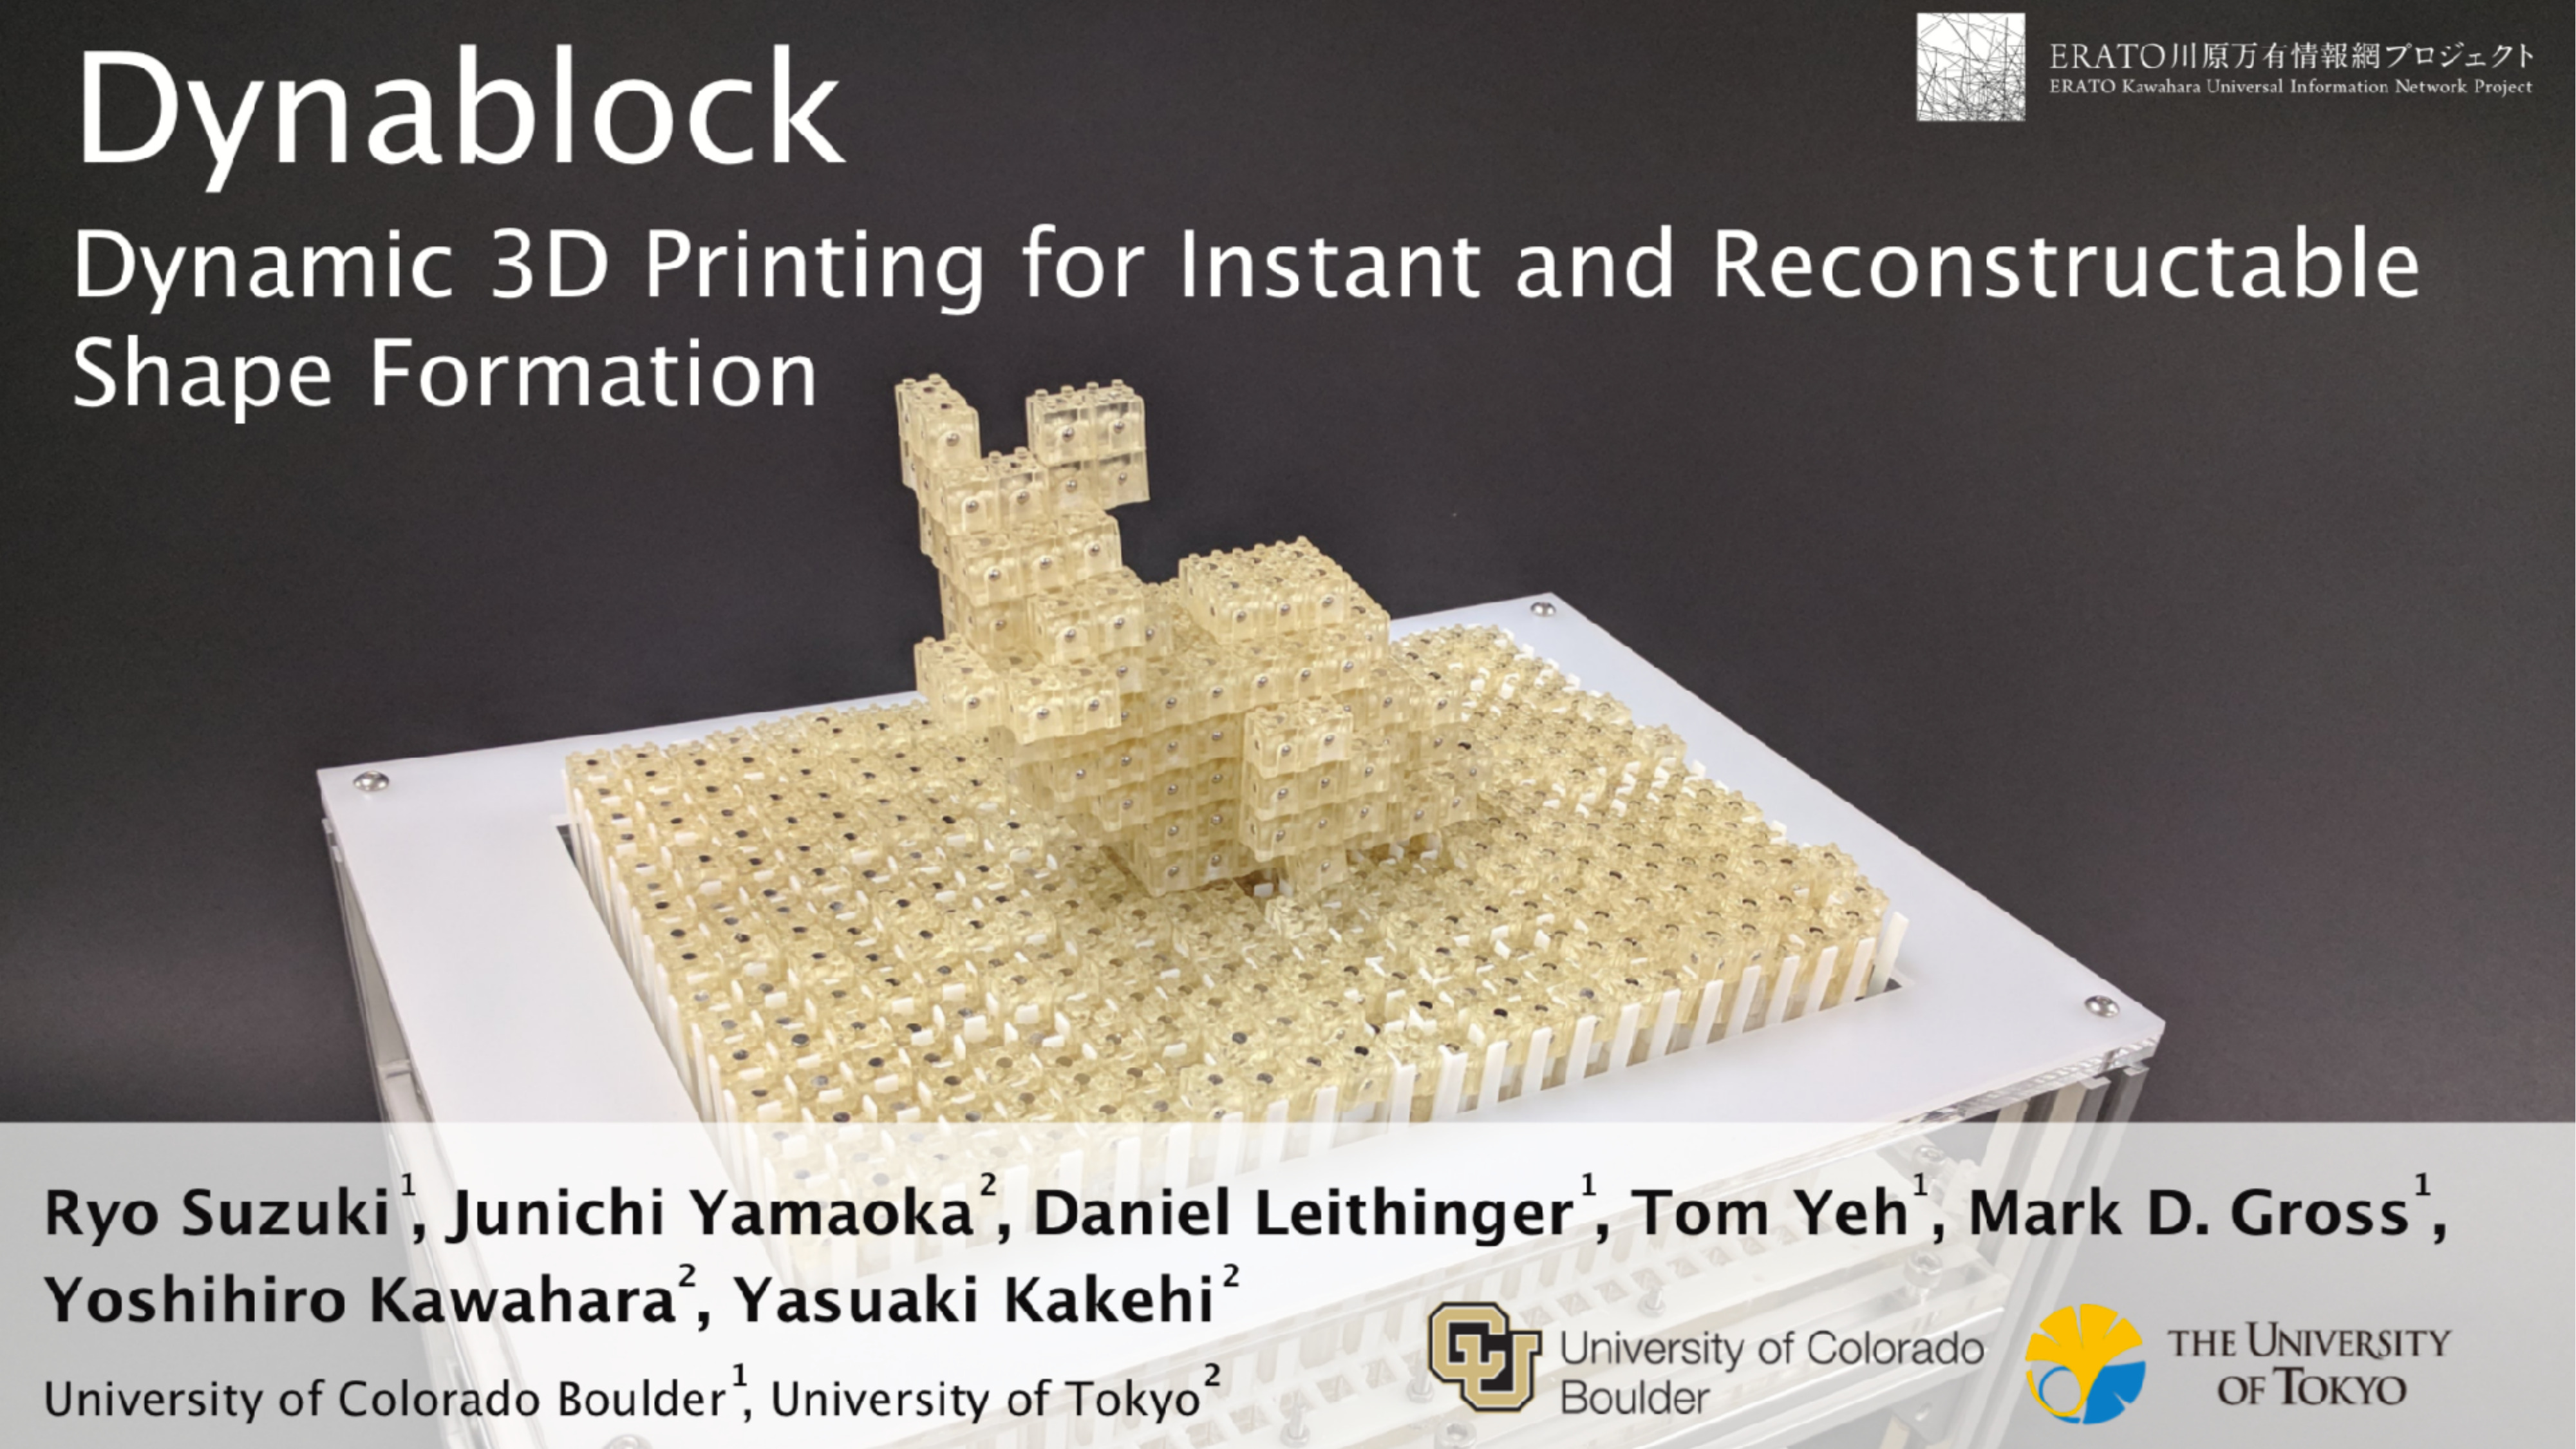 Dynablock
ERATO川原万有情報網プロジェクト
ERATO Kawahara Universal Information Network Project
Dynamic 3D Printing for Instant and Reconstructable
Shape Formation
Ryo Suzuki¹, Junichi Yamaoka², Daniel Leithinger¹, Tom Yeh¹, Mark D. Gross¹,
Yoshihiro Kawahara², Yasuaki Kakehi²
University of Colorado Boulder¹, University of Tokyo²
CU
University of Colorado
Boulder
THE UNIVERSITY
OF TOKYO